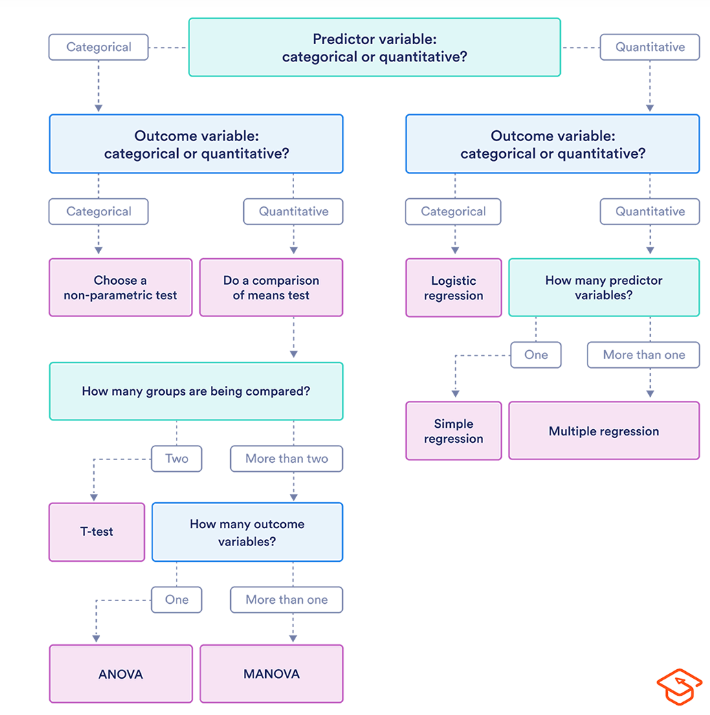 Predictor variable:
categorical or quantitative?
Categorical
Quantitative
Outcome variable:
categorical or quantitative?
Outcome variable:
categorical or quantitative?
Categorical
Quantitative
Categorical
Quantitative
Choose a
non-parametric test
Do a comparison
of means test
Logistic
regression
How many predictor
variables?
One
More than one
How many groups are being compared?
Simple
regression
Multiple regression
Two
More than two
T-test
How many outcome
variables?
One
More than one
ANOVA
MANOVA